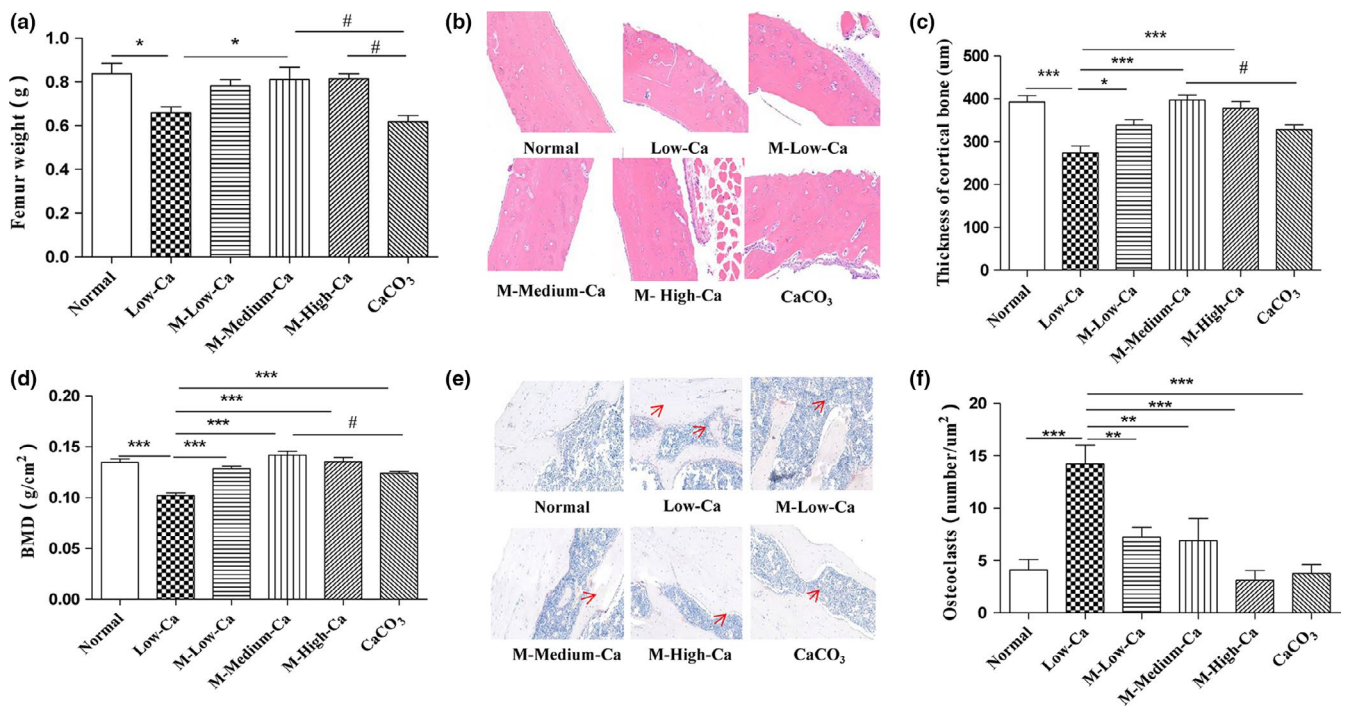 (a)
#
*
*
#
Femur weight ( g )
1.0
0.8
0.6
0.4
0.2
0.0
Normal
Low-Ca
M-Low-Ca
M-Medium-Ca
M-High-Ca
CaCO₃
(b)
Normal
Low-Ca
M-Low-Ca
M-Medium-Ca
M- High-Ca
CaCO₃
(c)
***
***
#
***
*
Thickness of cortical bone (um)
500
400
300
200
100
0
Normal
Low-Ca
M-Low-Ca
M-Medium-Ca
M-High-Ca
CaCO₃
(d)
***
***
***
#
***
***
BMD ( g/cm²)
0.20
0.15
0.10
0.05
0.00
Normal
Low-Ca
M-Low-Ca
M-Medium-Ca
M-High-Ca
CaCO₃
(e)
Normal
Low-Ca
M-Low-Ca
M-Medium-Ca
M-High-Ca
CaCO₃
(f)
***
***
**
***
**
Osteoclasts (number/um²)
20
15
10
5
0
Normal
Low-Ca
M-Low-Ca
M-Medium-Ca
M-High-Ca
CaCO₃